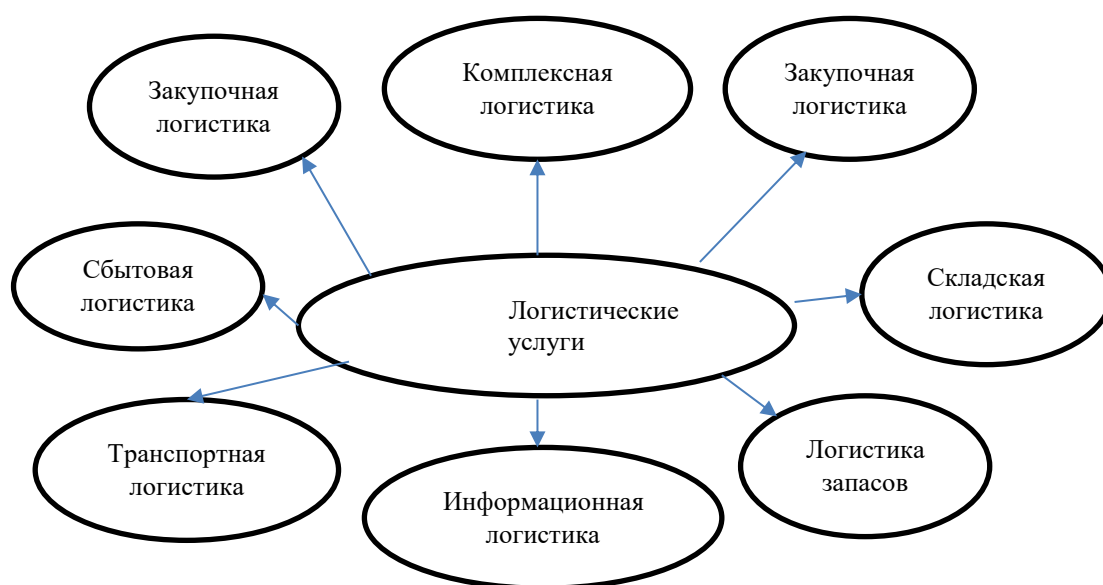 Закупочная
логистика
Комплексная
логистика
Закупочная
логистика
Сбытовая
логистика
Логистические
услуги
Складская
логистика
Транспортная
логистика
Информационная
логистика
Логистика
запасов